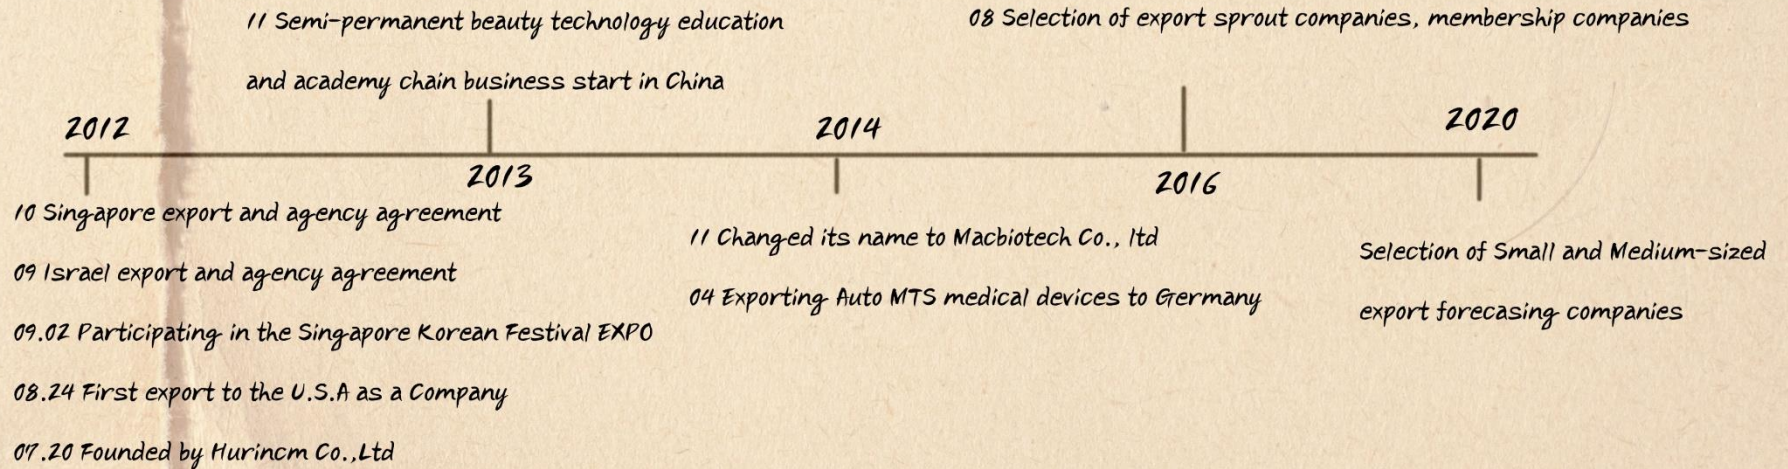 11 Semi-permanent beauty technology education
and academy chain business start in China
08 Selection of export sprout companies, membership companies
2012
2013
2014
2016
2020
10 Singapore export and agency agreement
09 Israel export and agency agreement
09.02 Participating in the Singapore Korean Festival EXPO
08.24 First export to the U.S.A as a Company
07.20 Founded by Hurincm Co.,Ltd
11 Changed its name to Macbiotech Co., ltd
04 Exporting Auto MTS medical devices to Germany
Selection of Small and Medium-sized
export forecasing companies